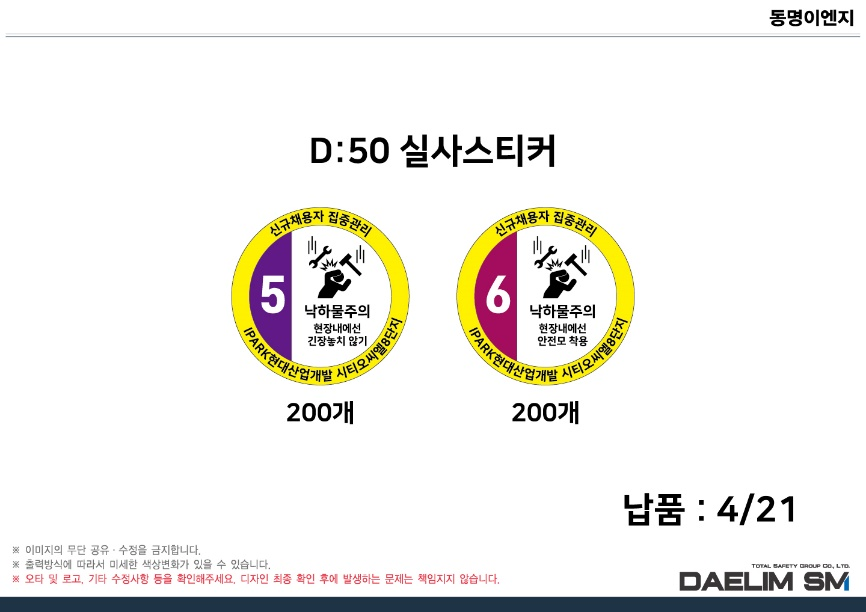 동명이엔지
D:50 실사스티커
신규채용자 집중관리
5
낙하물주의
현장내에선
긴장놓치 않기
IPARK현대산업개발 시티오씨엘8단지
200개
신규채용자 집중관리
6
낙하물주의
현장내에선
안전모 착용
IPARK현대산업개발 시티오씨엘8단지
200개
납품 : 4/21
※ 이미지의 무단 공유 · 수정을 금지합니다.
※ 출력방식에 따라서 미세한 색상변화가 있을 수 있습니다.
※ 오타 및 로고, 기타 수정사항 등을 확인해주세요. 디자인 최종 확인 후에 발생하는 문제는 책임지지 않습니다.
TOTAL SAFETY GROUP CO., LTD.
DAELIM SM